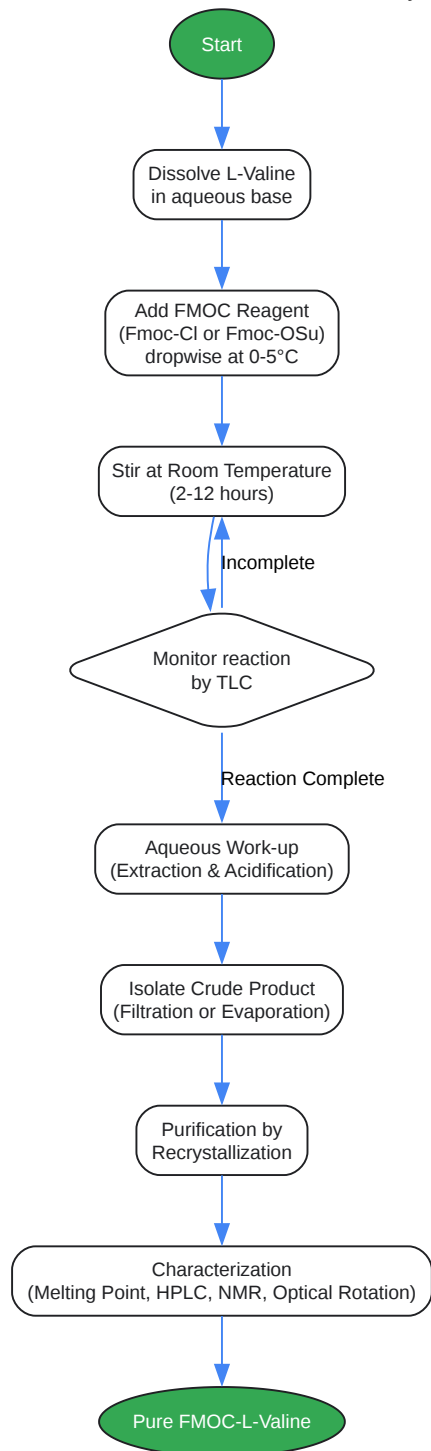 Start
Dissolve L-Valine
in aqueous base
Add FMOC Reagent
(Fmoc-Cl or Fmoc-OSu)
dropwise at 0-5°C
Stir at Room Temperature
(2-12 hours)
Incomplete
Monitor reaction
by TLC
Reaction Complete
Aqueous Work-up
(Extraction & Acidification)
Isolate Crude Product
(Filtration or Evaporation)
Purification by
Recrystallization
Characterization
(Melting Point, HPLC, NMR, Optical Rotation)
Pure FMOC-L-Valine